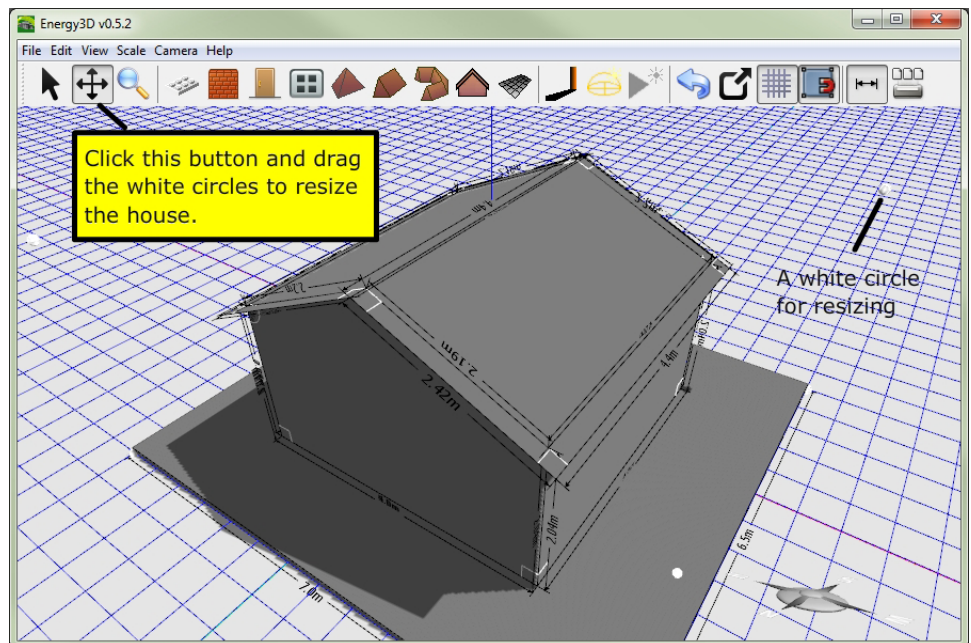 Energy3D v0.5.2
File Edit View Scale Camera Help
Click this button and drag
the white circles to resize
the house.
A white circle
for resizing
4.4m
2.19m
2.42m
4.4m
2.04m
6.5m
7.0m